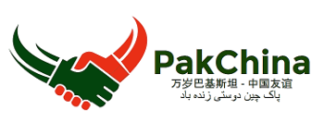 PakChina
万岁巴基斯坦 - 中国友谊
پاک چین دوستی زندہ باد